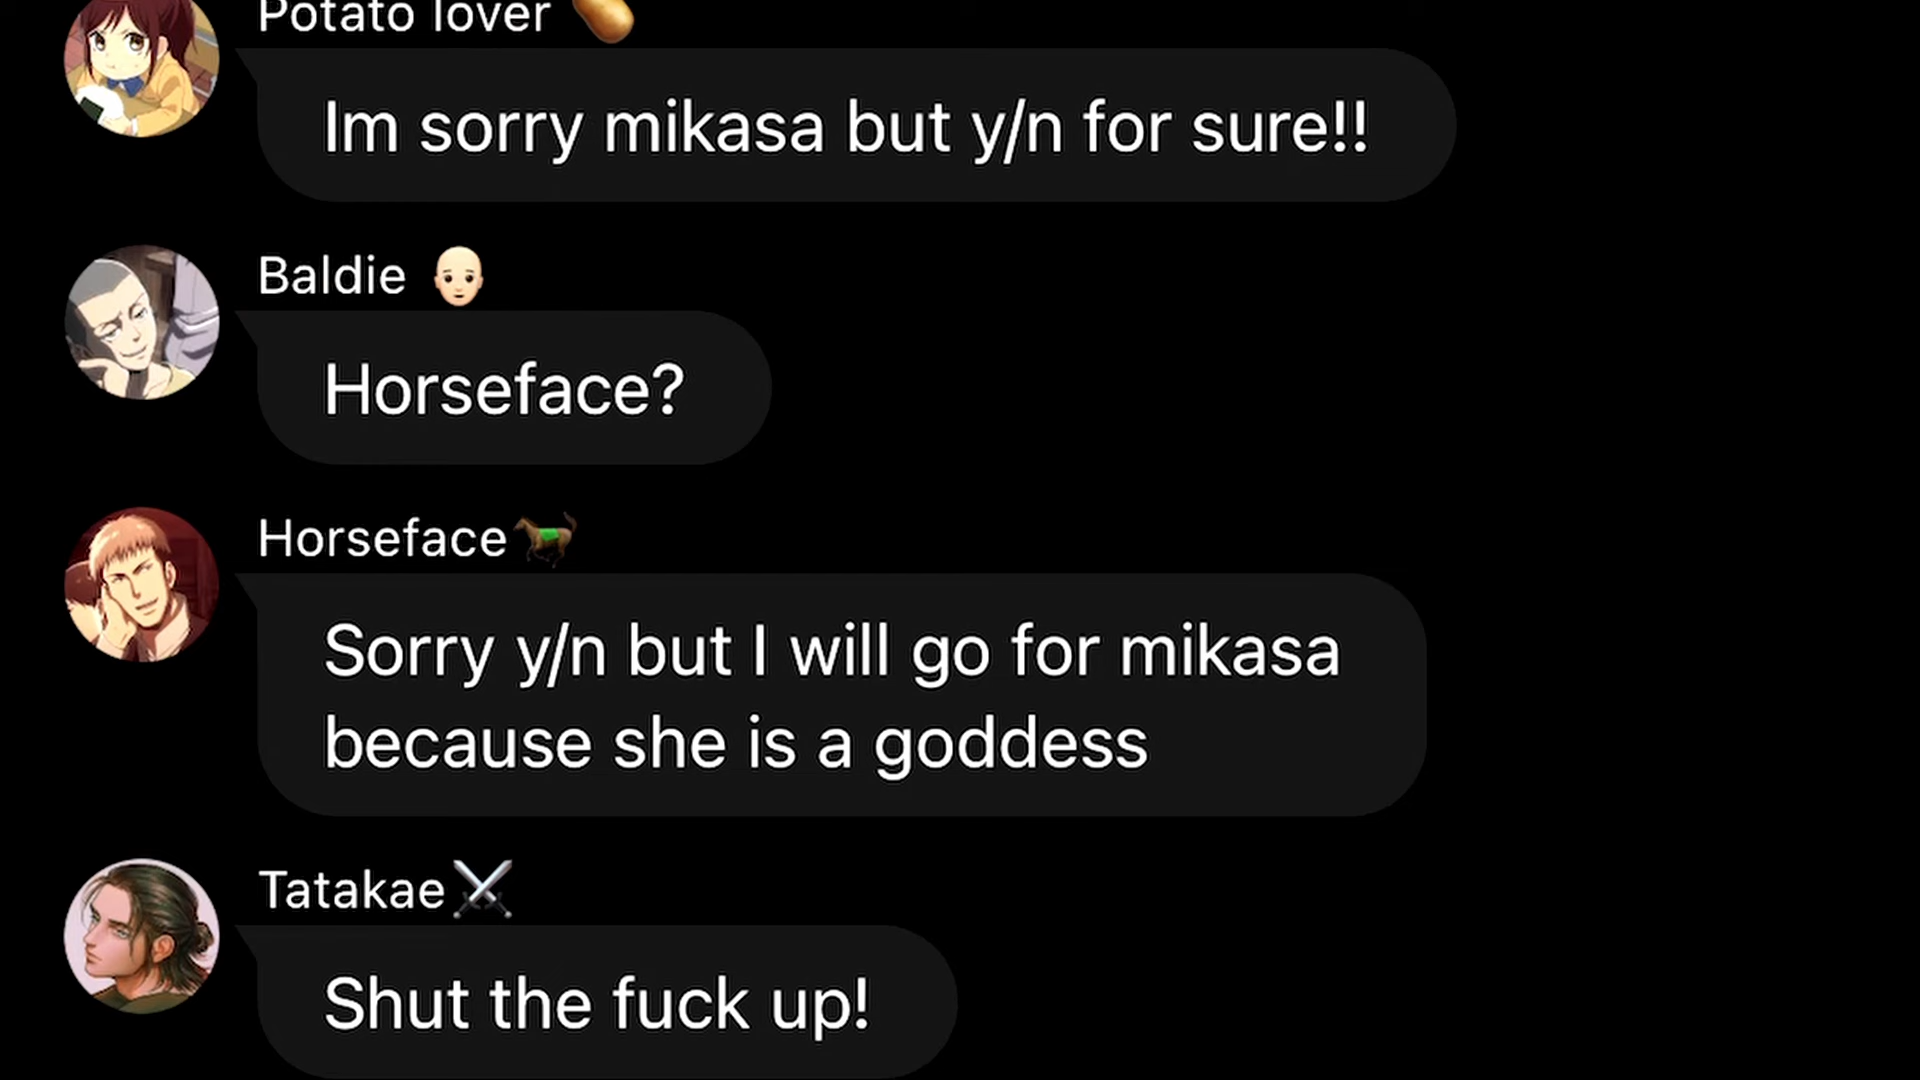 Potato lover 🥔
Im sorry mikasa but y/n for sure!!
Baldie 👨🏻‍🦲
Horseface?
Horseface🐎
Sorry y/n but I will go for mikasa
because she is a goddess
Tatakae⚔️
Shut the fuck up!